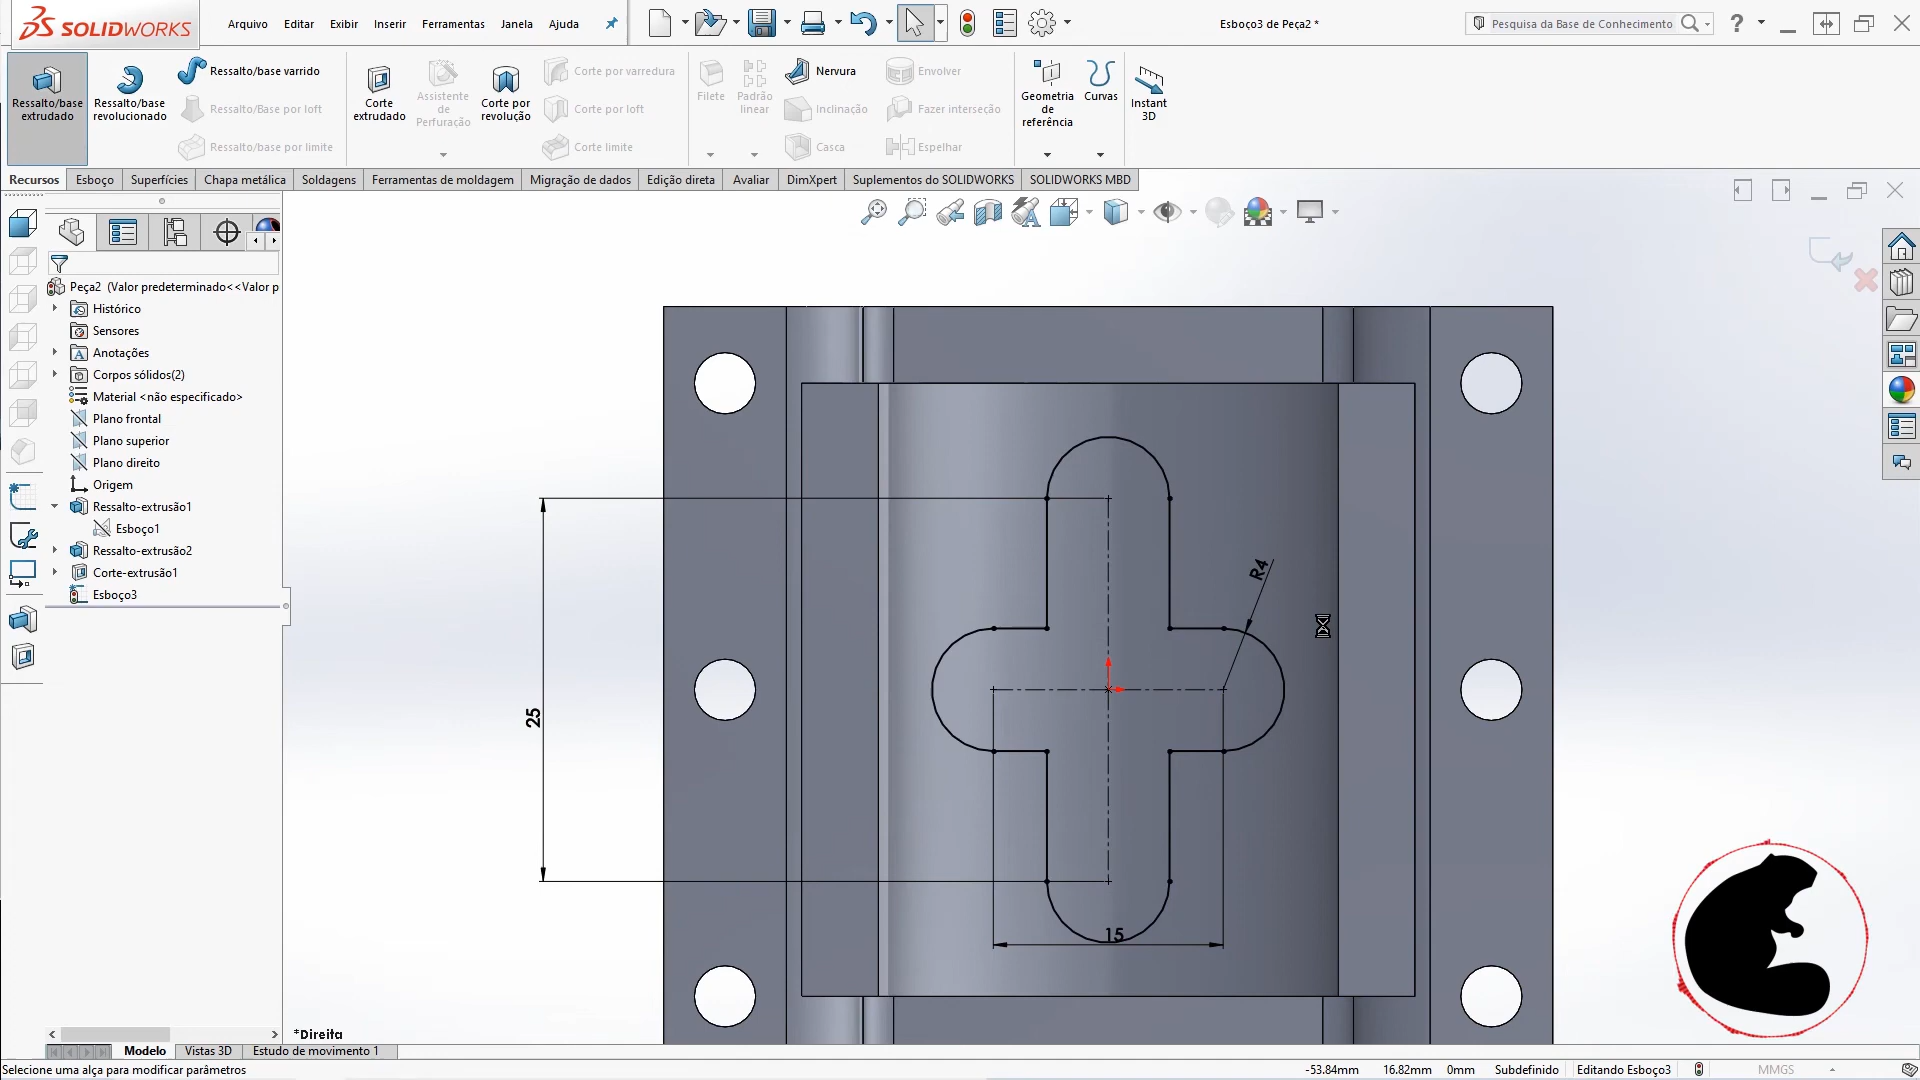 SOLIDWORKS
Arquivo Editar Exibir Inserir Ferramentas Janela Ajuda
Esboço3 de Peça2 *
Pesquisa da Base de Conhecimento
?
Ressalto/base extrudado
Ressalto/base revolucionado
Ressalto/base varrido
Ressalto/Base por loft
Ressalto/base por limite
Corte extrudado
Assistente de Perfuração
Corte por revolução
Corte por varredura
Corte por loft
Corte limite
Filete
Padrão linear
Nervura
Inclinação
Casca
Envolver
Fazer interseção
Espelhar
Geometria de referência
Curvas
Instant 3D
Recursos Esboço Superfícies Chapa metálica Soldagens Ferramentas de moldagem Migração de dados Edição direta Avaliar DimXpert Suplementos do SOLIDWORKS SOLIDWORKS MBD
Peça2 (Valor predeterminado<<Valor p
Histórico
Sensores
Anotações
Corpos sólidos(2)
Material <não especificado>
Plano frontal
Plano superior
Plano direito
Origem
Ressalto-extrusão1
Esboço1
Ressalto-extrusão2
Corte-extrusão1
Esboço3
R4
25
15
*Direita
Modelo Vistas 3D Estudo de movimento 1
Selecione uma alça para modificar parâmetros
-53.84mm 16.82mm 0mm Subdefinido Editando Esboço3 MMGS